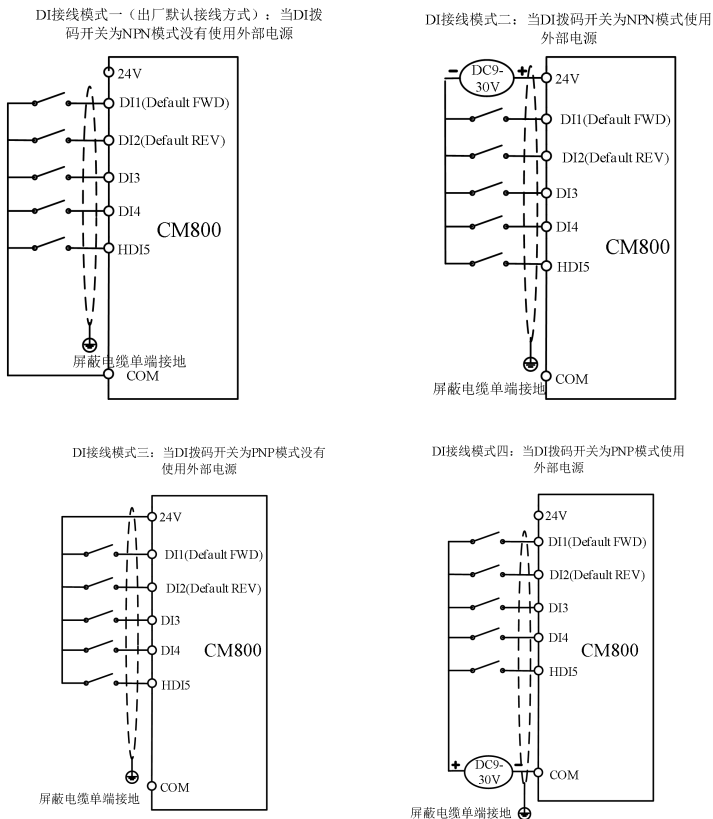 DI接线模式一（出厂默认接线方式）：当DI拨
码开关为NPN模式没有使用外部电源
24V
DI1(Default FWD)
DI2(Default REV)
DI3
DI4
CM800
HDI5
屏蔽电缆单端接地
COM
DI接线模式二：当DI拨码开关为NPN模式使用
外部电源
− DC9- +
30V
24V
DI1(Default FWD)
DI2(Default REV)
DI3
DI4
CM800
HDI5
COM
屏蔽电缆单端接地
DI接线模式三：当DI拨码开关为PNP模式没有
使用外部电源
24V
DI1(Default FWD)
DI2(Default REV)
DI3
DI4
CM800
HDI5
COM
屏蔽电缆单端接地
DI接线模式四：当DI拨码开关为PNP模式使用
外部电源
24V
DI1(Default FWD)
DI2(Default REV)
DI3
DI4
CM800
HDI5
+ DC9- −
30V
COM
屏蔽电缆单端接地